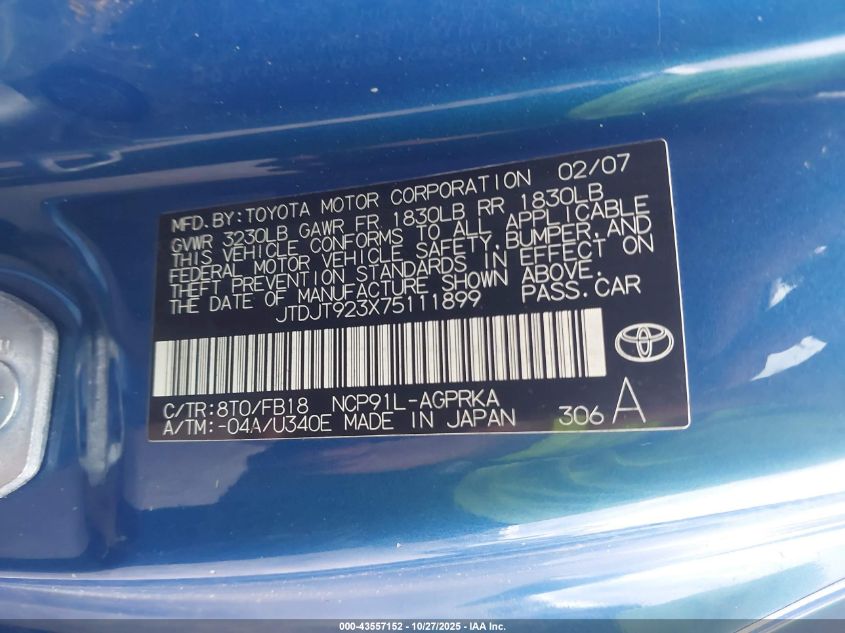 MFD.BY:TOYOTA MOTOR CORPORATION 02/07
GVWR 3230LB GAWR FR 1830LB RR 1830LB
THIS VEHICLE CONFORMS TO ALL APPLICABLE
FEDERAL MOTOR VEHICLE SAFETY,BUMPER,AND
THEFT PREVENTION STANDARDS IN EFFECT ON
THE DATE OF MANUFACTURE SHOWN ABOVE.
JTDJT923X75111899 PASS.CAR
C/TR:8T0/FB18 NCP91L-AGPRKA
A/TM:-04A/U340E MADE IN JAPAN 306 A
000-43557152 | 10/27/2025 - IAA Inc.